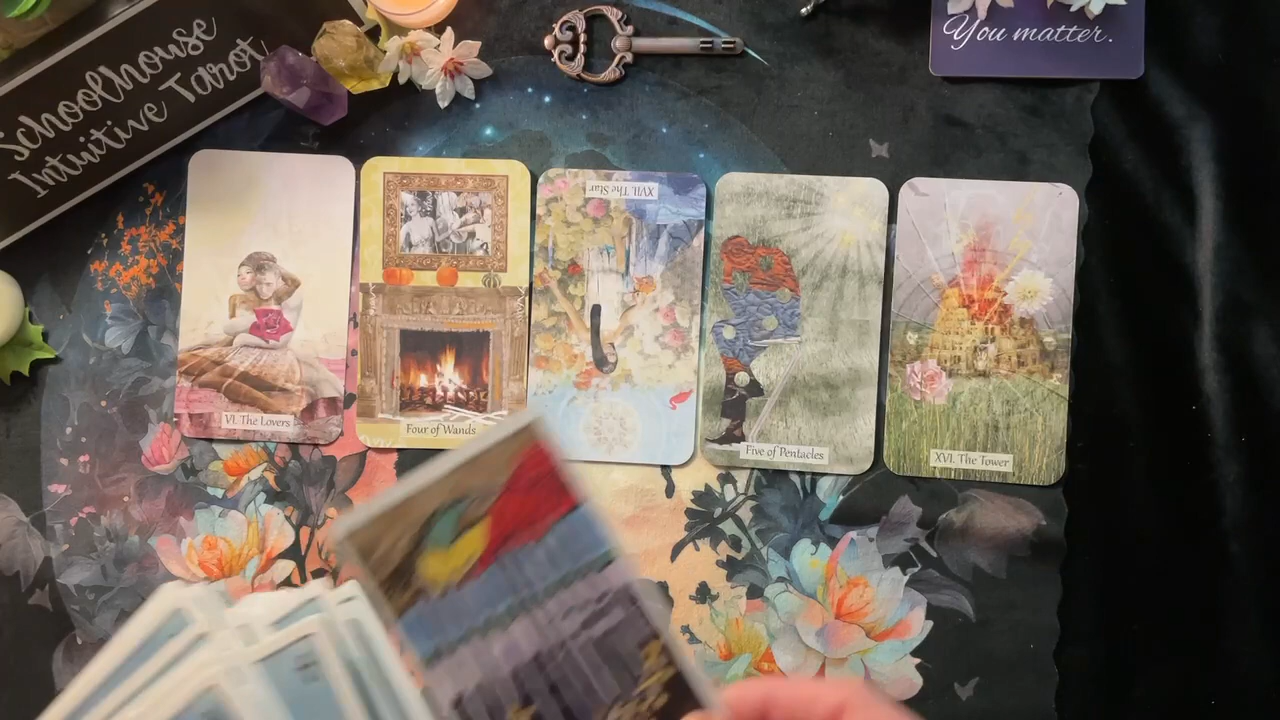 Schoolhouse
Intuitive Tarot
You matter.
XVII. The Star
VI. The Lovers
Four of Wands
Five of Pentacles
XVI. The Tower